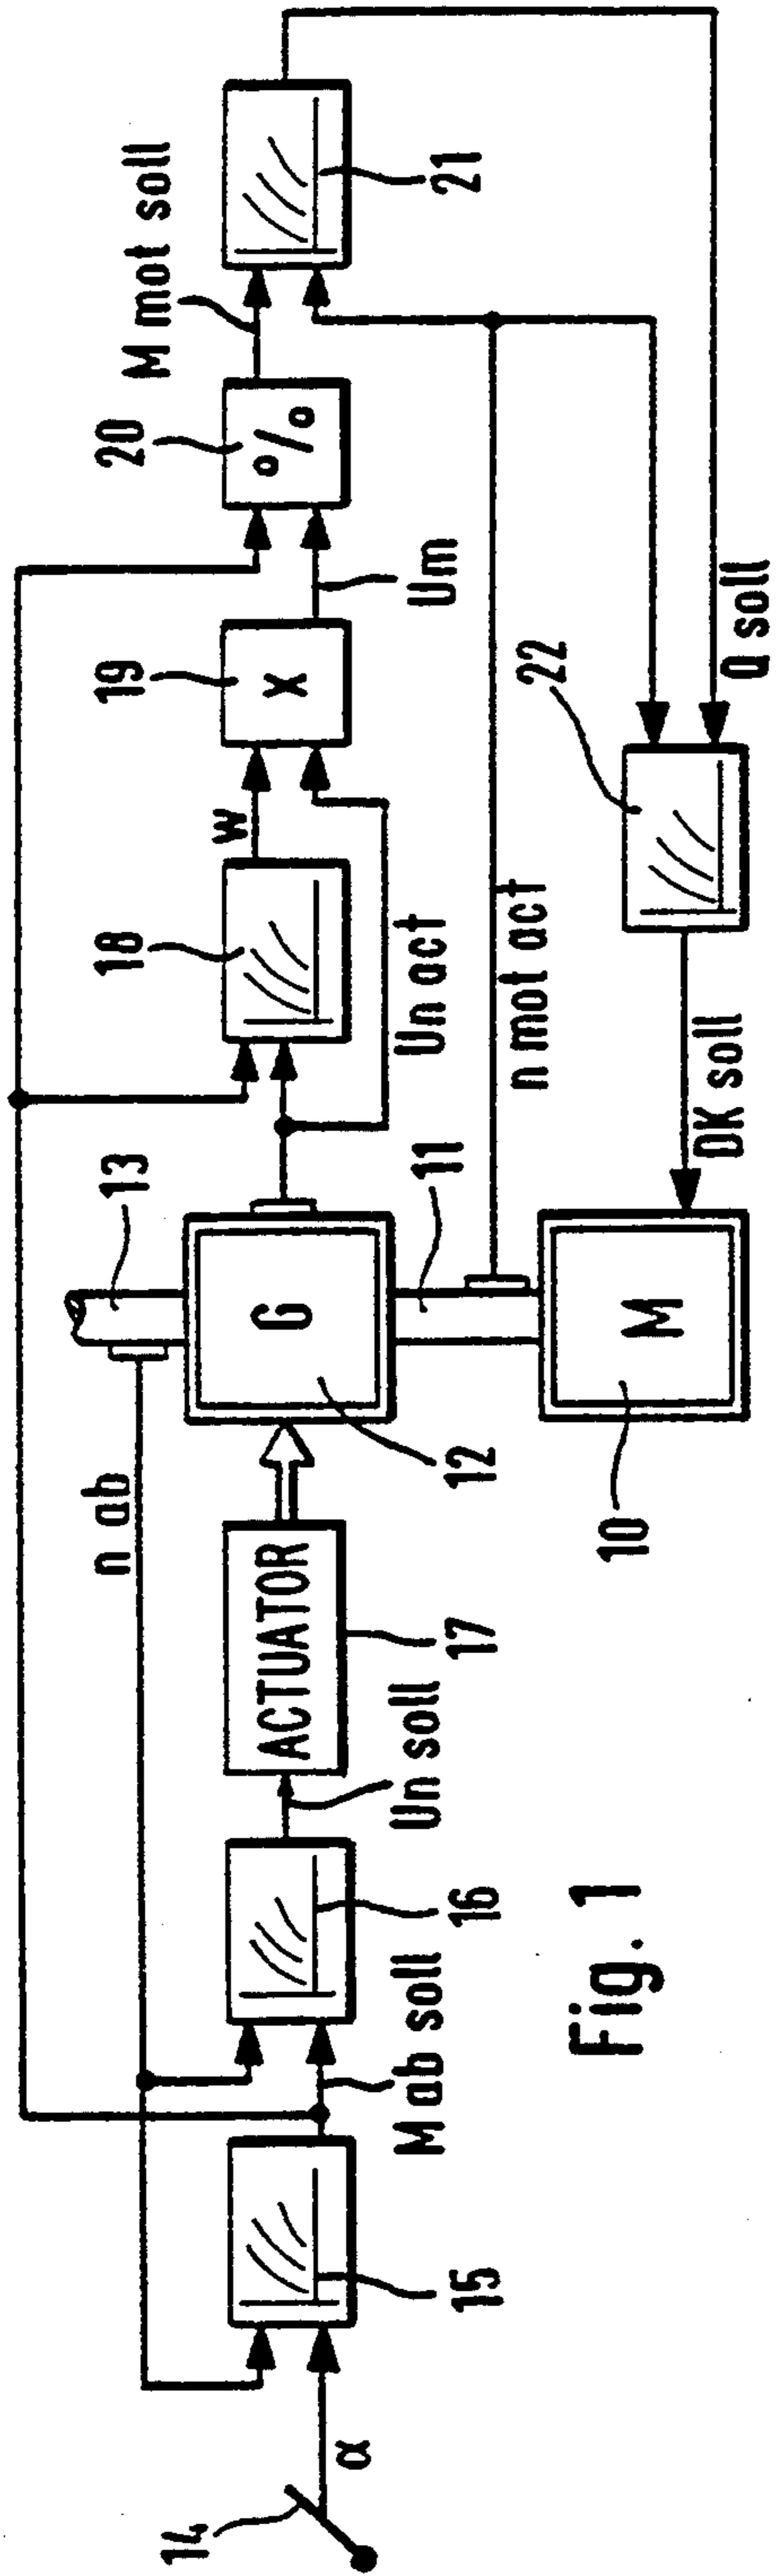 14
α
15
M ab soll
16
Un soll
ACTUATOR
17
n ab
13
G
12
11
M
10
Un act
n mot act
DK soll
18
w
19
x
Um
20
%
M mot soll
21
22
Q soll
Fig. 1